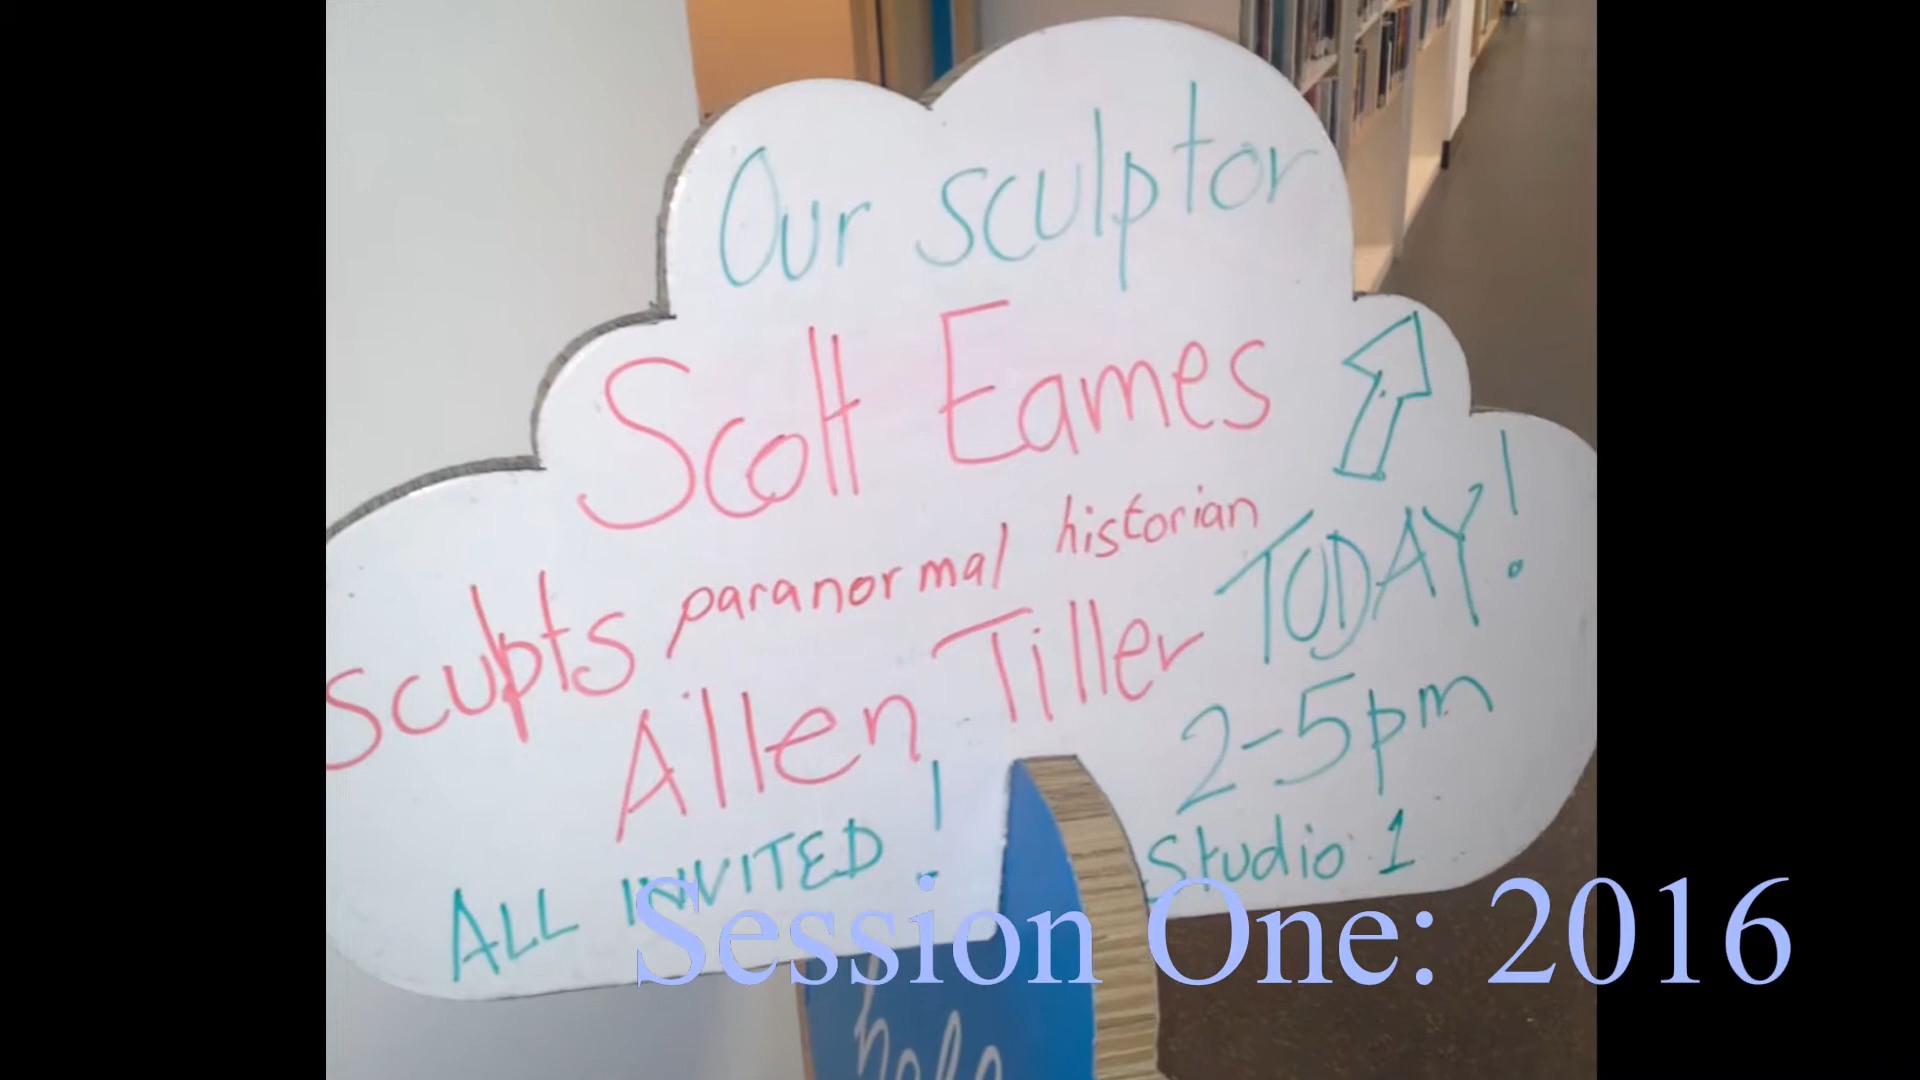 Our sculptor
Scott Eames
sculpts paranormal historian
Allen Tiller TODAY!
2-5pm
ALL INVITED! Studio 1
Session One: 2016